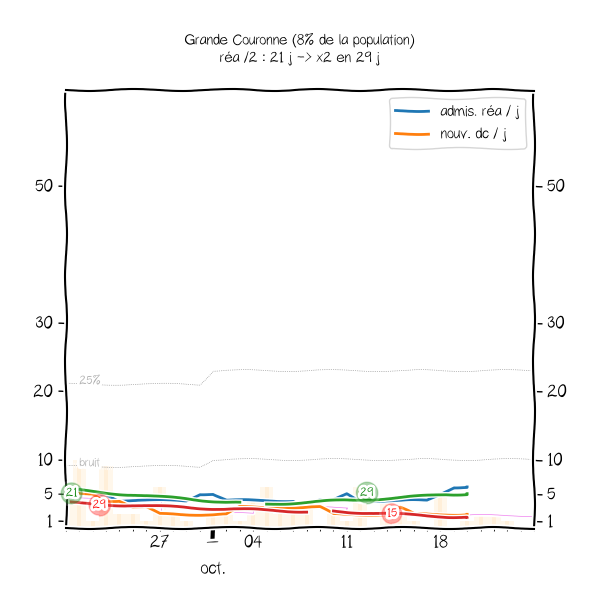 Grande Couronne (8% de la population)
réa /2 : 21 j -> x2 en 29 j
admis. réa / j
nouv. dc / j
50 50
30 30
25%
20 20
bruit
10 10
21 29
5 5
29 15
1 1
27 04 11 18
oct.